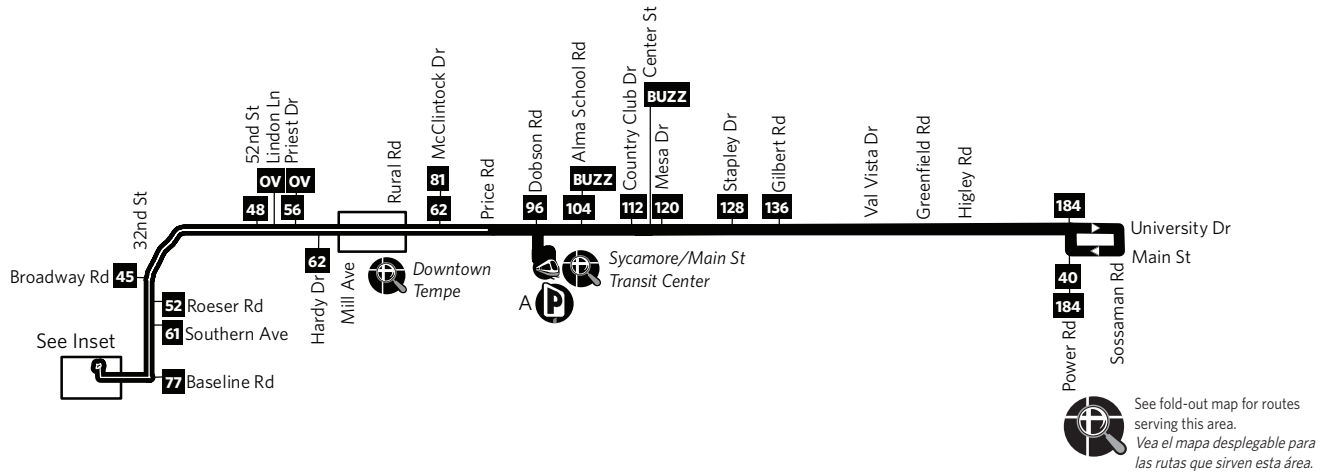 Center St
McClintock Dr
Alma School Rd
Country Club Dr
BUZZ
52nd St
Lindon Ln
Priest Dr
Rural Rd
Price Rd
Dobson Rd
Mesa Dr
Stapley Dr
Gilbert Rd
Val Vista Dr
Greenfield Rd
Higley Rd
OV
OV
81
BUZZ
48
56
62
96
104
112
120
128
136
184
32nd St
University Dr
Main St
Broadway Rd
45
62
Hardy Dr
Mill Ave
Downtown
Tempe
Sycamore/Main St
Transit Center
A
P
40
184
Power Rd
Sossaman Rd
52
Roeser Rd
61
Southern Ave
See Inset
77
Baseline Rd
See fold-out map for routes
serving this area.
Vea el mapa desplegable para
las rutas que sirven esta área.